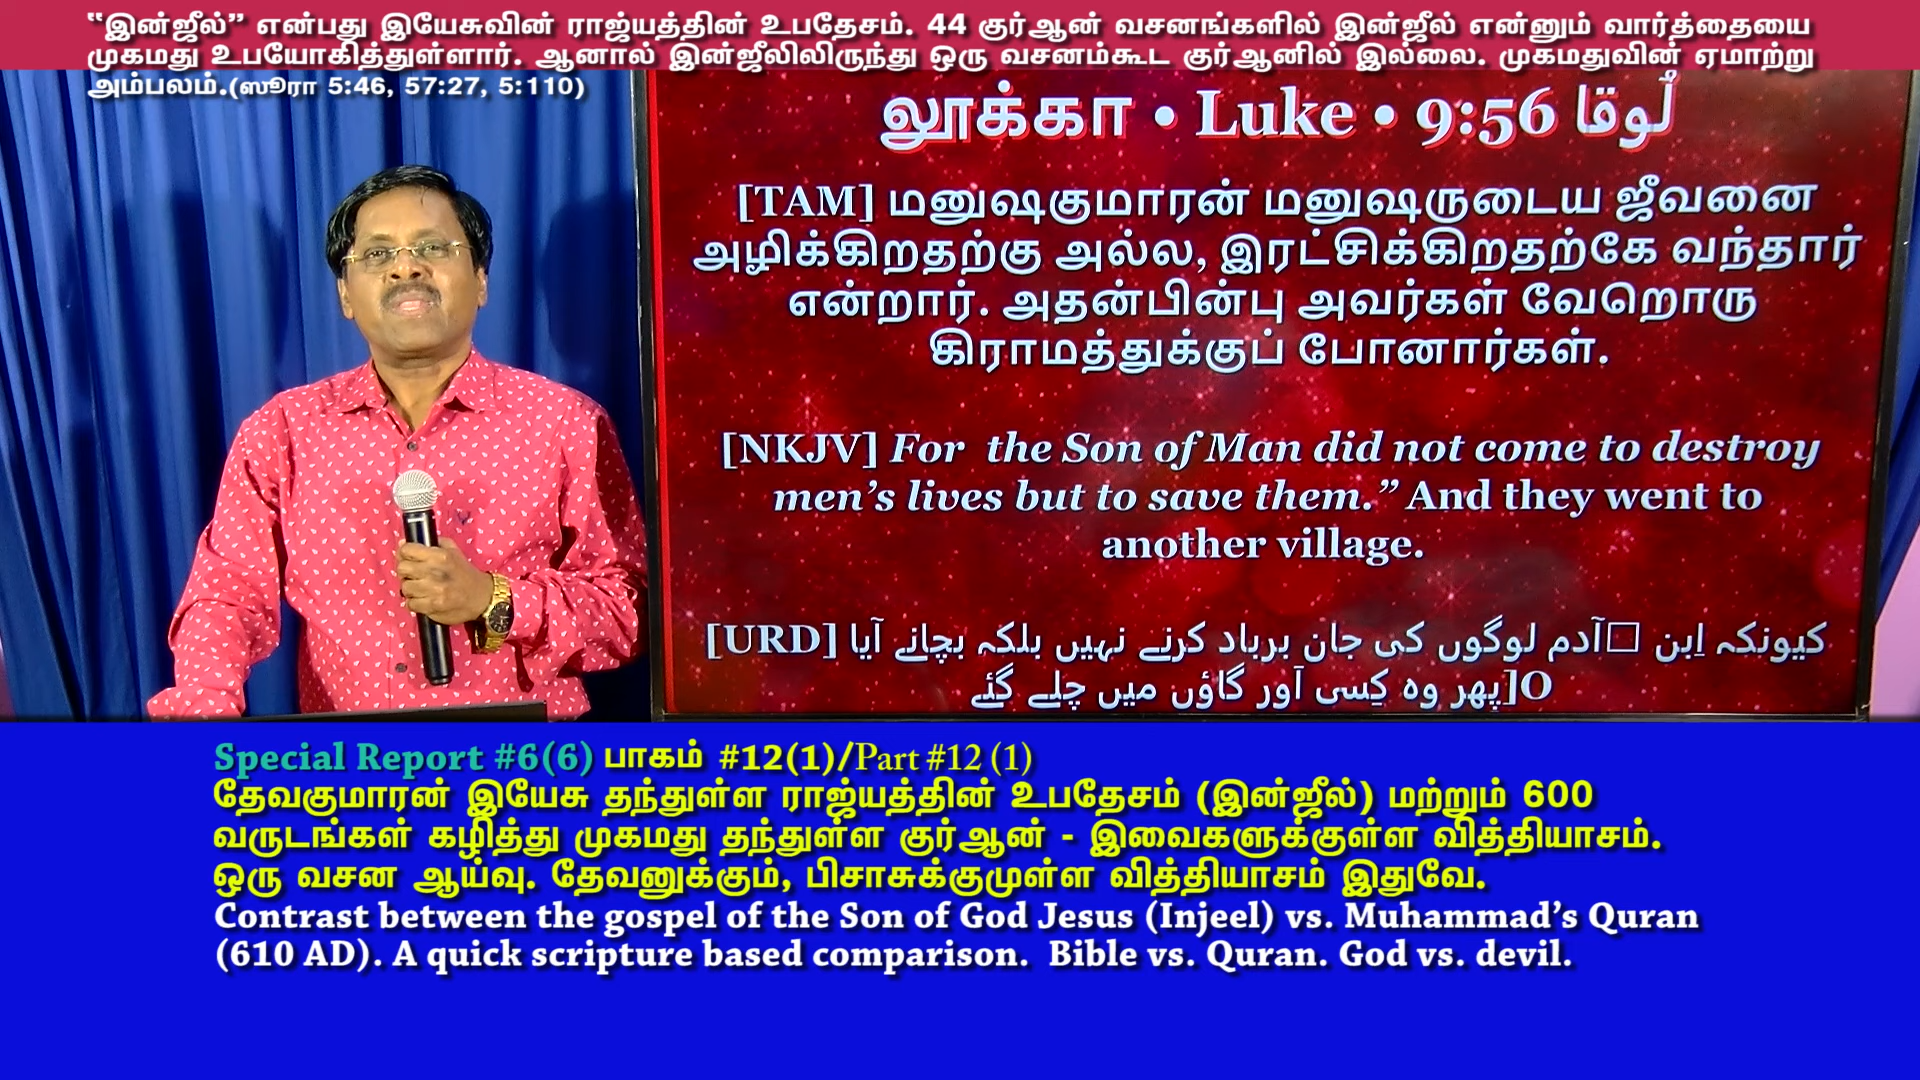 “இன்ஜீல்” என்பது இயேசுவின் ராஜ்யத்தின் உபதேசம். 44 குர்ஆன் வசனங்களில் இன்ஜீல் என்னும் வார்த்தையை
முகமது உபயோகித்துள்ளார். ஆனால் இன்ஜீலிலிருந்து ஒரு வசனம்கூட குர்ஆனில் இல்லை. முகமதுவின் ஏமாற்று
அம்பலம்.(ஸூரா 5:46, 57:27, 5:110)
லூக்கா • Luke • 9:56 لُوقا
[TAM] மனுஷகுமாரன் மனுஷருடைய ஜீவனை
அழிக்கிறதற்கு அல்ல, இரட்சிக்கிறதற்கே வந்தார்
என்றார். அதன்பின்பு அவர்கள் வேறொரு
கிராமத்துக்குப் போனார்கள்.
[NKJV] For the Son of Man did not come to destroy
men’s lives but to save them.” And they went to
another village.
[URD] کیونکہ اِبن □آدم لوگوں کی جان برباد کرنے نہیں بلکہ بچانے آیا
O[پھر وہ کِسی اَور گاؤں میں چلے گئے
Special Report #6(6) பாகம் #12(1)/Part #12 (1)
தேவகுமாரன் இயேசு தந்துள்ள ராஜ்யத்தின் உபதேசம் (இன்ஜீல்) மற்றும் 600
வருடங்கள் கழித்து முகமது தந்துள்ள குர்ஆன் - இவைகளுக்குள்ள வித்தியாசம்.
ஒரு வசன ஆய்வு. தேவனுக்கும், பிசாசுக்குமுள்ள வித்தியாசம் இதுவே.
Contrast between the gospel of the Son of God Jesus (Injeel) vs. Muhammad’s Quran
(610 AD). A quick scripture based comparison. Bible vs. Quran. God vs. devil.